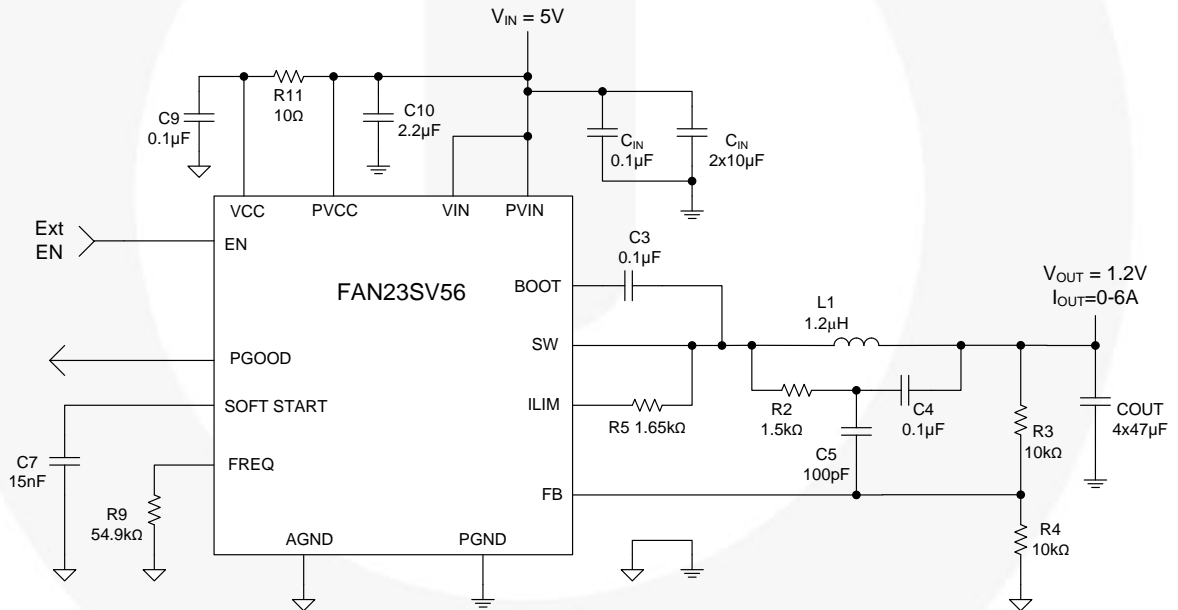 V_IN = 5V
R11
10Ω
C9
0.1µF
C10
2.2µF
C_IN
0.1µF
C_IN
2x10µF
VCC
PVCC
VIN
PVIN
Ext
EN
EN
C3
0.1µF
FAN23SV56
BOOT
V_OUT = 1.2V
I_OUT=0-6A
L1
1.2µH
SW
PGOOD
SOFT START
ILIM
R5 1.65kΩ
R2
1.5kΩ
C4
0.1µF
R3
10kΩ
COUT
4x47µF
C7
15nF
FREQ
C5
100pF
FB
R9
54.9kΩ
AGND
PGND
R4
10kΩ